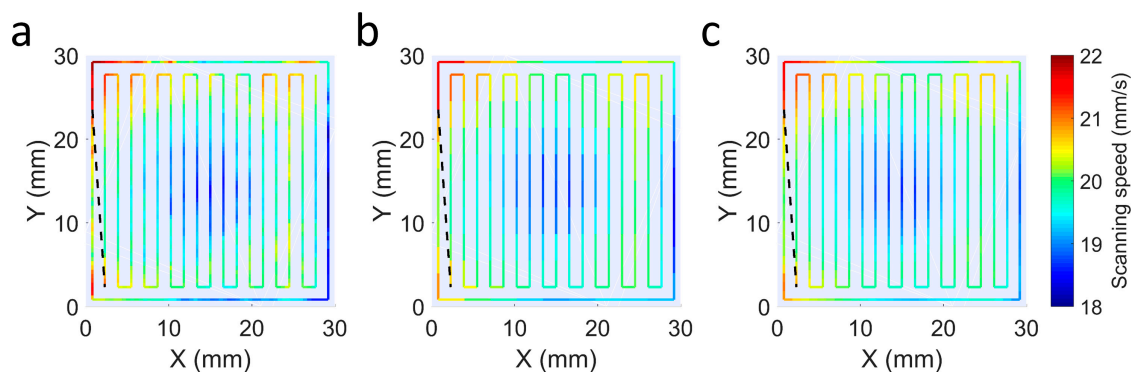 a b c
30 30 30 22
21
20 20 20
Y (mm) Y (mm) Y (mm) 20 Scanning speed (mm/s)
10 10 10 19
0 0 0 18
0 10 20 30 0 10 20 30 0 10 20 30
X (mm) X (mm) X (mm)